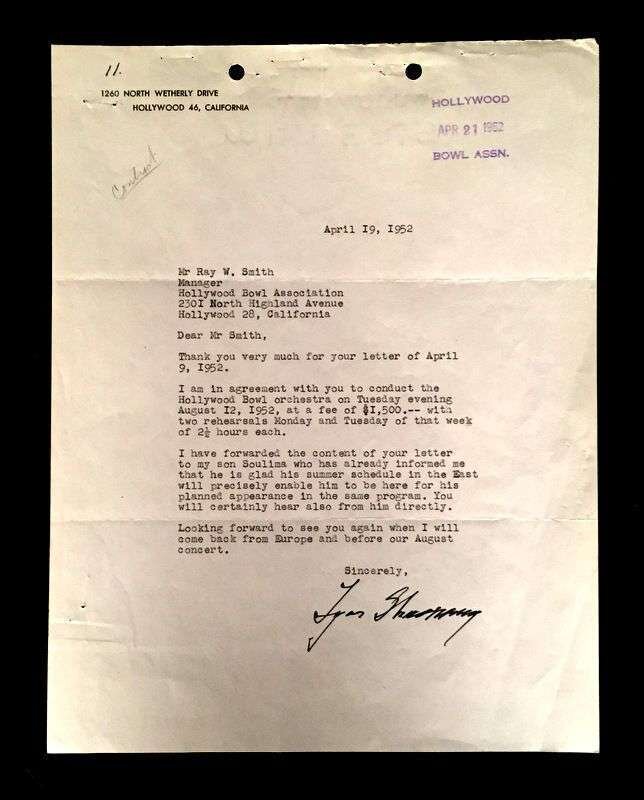 11.
1260 NORTH WETHERLY DRIVE
HOLLYWOOD 46, CALIFORNIA
HOLLYWOOD
APR 21 1952
BOWL ASSN.
Contract
April I9, I952
Mr Ray W. Smith
Manager
Hollywood Bowl Association
230I North Highland Avenue
Hollywood 28, California
Dear Mr Smith,
Thank you very much for your letter of April
9, I952.
I am in agreement with you to conduct the
Hollywood Bowl orchestra on Tuesday evening
August I2, I952, at a fee of $I,500.-- with
two rehearsals Monday and Tuesday of that week
of 2½ hours each.
I have forwarded the content of your letter
to my son Soulima who has already informed me
that he is glad his summer schedule in the East
will precisely enable him to be here for his
planned appearance in the same program. You
will certainly hear also from him directly.
Looking forward to see you again when I will
come back from Europe and before our August
concert.
Sincerely,
Igor Stravinsky